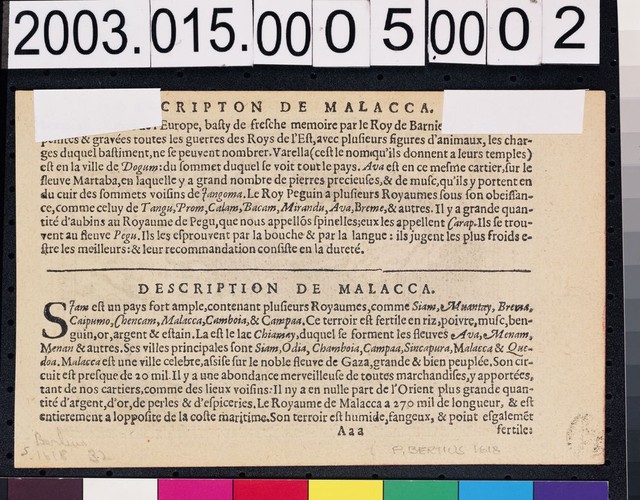 2003.015.00 0 5 00 0 2
CRIPTON DE MALACCA.
Europe, basty de fresche memoire par le Roy de Barnie
peintes & gravées toutes les guerres des Roys de l'Est, avec plusieurs figures d'animaux, les char-
ges duquel bastiment, ne se peuvent nombrer. Varella (cest le nom qu'ils donnent a leurs temples)
est en la ville de Dogum: du sommet duquel se voit tout le pays. Ava est en ce mesme cartier, sur le
fleuve Martaba, en laquelle y a grand nombre de pierres precieuses, & de musc, qu'ils y portent en
du cuir des sommets voisins de Jangoma. Le Roy Peguin a plusieurs Royaumes sous son obeissan-
ce, comme celuy de Tangu, Prom, Calam, Bacam, Mirandu, Ava, Breme, & autres. Il y a grande quan-
tité d'aubins au Royaume de Pegu, que nous appellõs spinelles; eux les appellent Carap. Ils se trou-
vent au fleuve Pegu. Ils les esprouvent par la bouche & par la langue: ils jugent les plus froids e-
stre les meilleurs: & leur recommandation consiste en la dureté.
DESCRIPTION DE MALACCA.
SJam est un pays fort ample, contenant plusieurs Royaumes, comme Siam, Muantay, Brema,
Caipumo, Chencam, Malacca, Camboia, & Campaa. Ce terroir est fertile en riz, poivre, musc, ben-
guin, or, argent & estain. La est le lac Chiamay, duquel se forment les fleuves Ava, Menam,
Menan & autres. Ses villes principales sont Siam, Odia, Chamboia, Campaa, Sincapura, Malacca & Que-
doa. Malacca est une ville celebre, assise sur le noble fleuve de Gaza, grande & bien peuplée. Son cir-
cuit est presque de 20 mil. Il y a une abondance merveilleuse de toutes marchandises, y apportées,
tant de nos cartiers, comme des lieux voisins: Il n'y a en nulle part de l'Orient plus grande quan-
tité d'argent, d'or, de perles & d'espiceries. Le Royaume de Malacca a 270 mil de longueur, & est
entierement a lopposite de la coste maritime. Son terroir est humide, fangeux, & point esgalemẽt
Aaa fertile:
Bertius
S. 1618 32
P. BERTIUS 1618